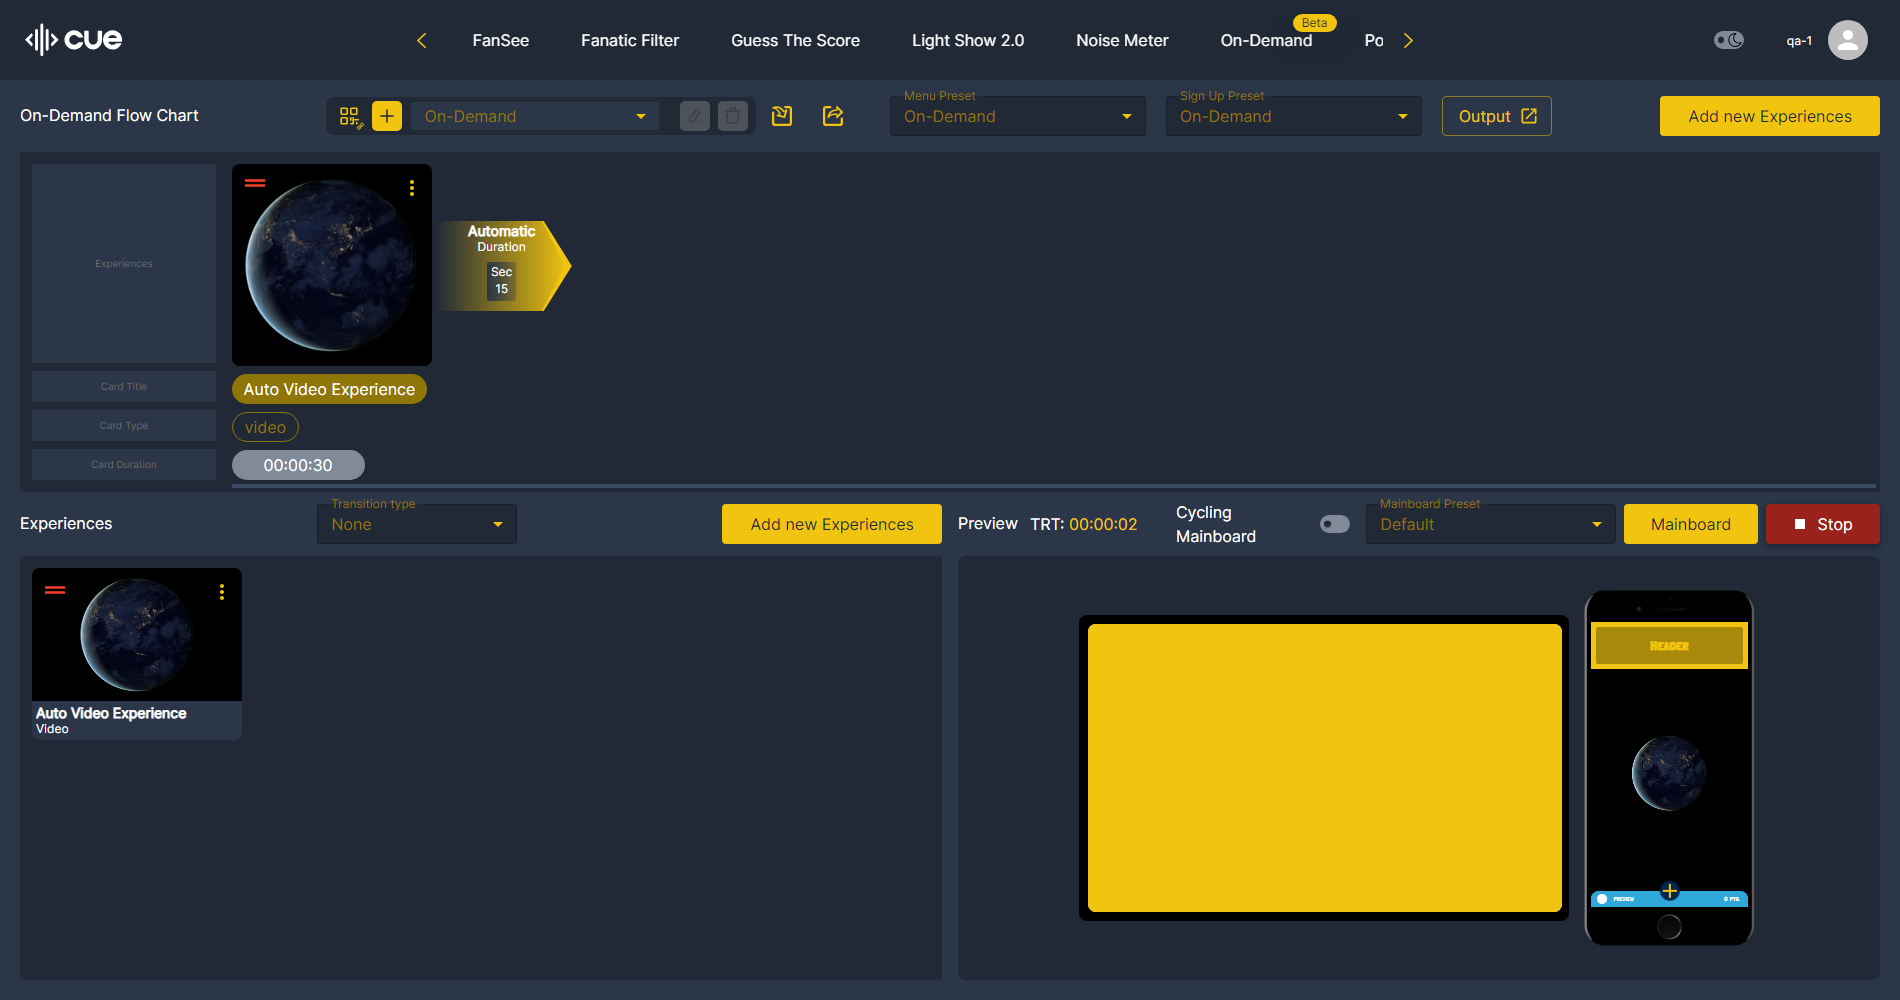 cue
FanSee
Fanatic Filter
Guess The Score
Light Show 2.0
Noise Meter
On-Demand
Beta
Po
qa-1
On-Demand Flow Chart
On-Demand
Menu Preset
On-Demand
Sign Up Preset
On-Demand
Output
Add new Experiences
Experiences
Automatic
Duration
Sec
15
Card Title
Auto Video Experience
Card Type
video
Card Duration
00:00:30
Experiences
Transition type
None
Add new Experiences
Preview
TRT: 00:00:02
Cycling
Mainboard
Mainboard Preset
Default
Mainboard
Stop
Auto Video Experience
Video
Header
PREVIEW
0 PTS.